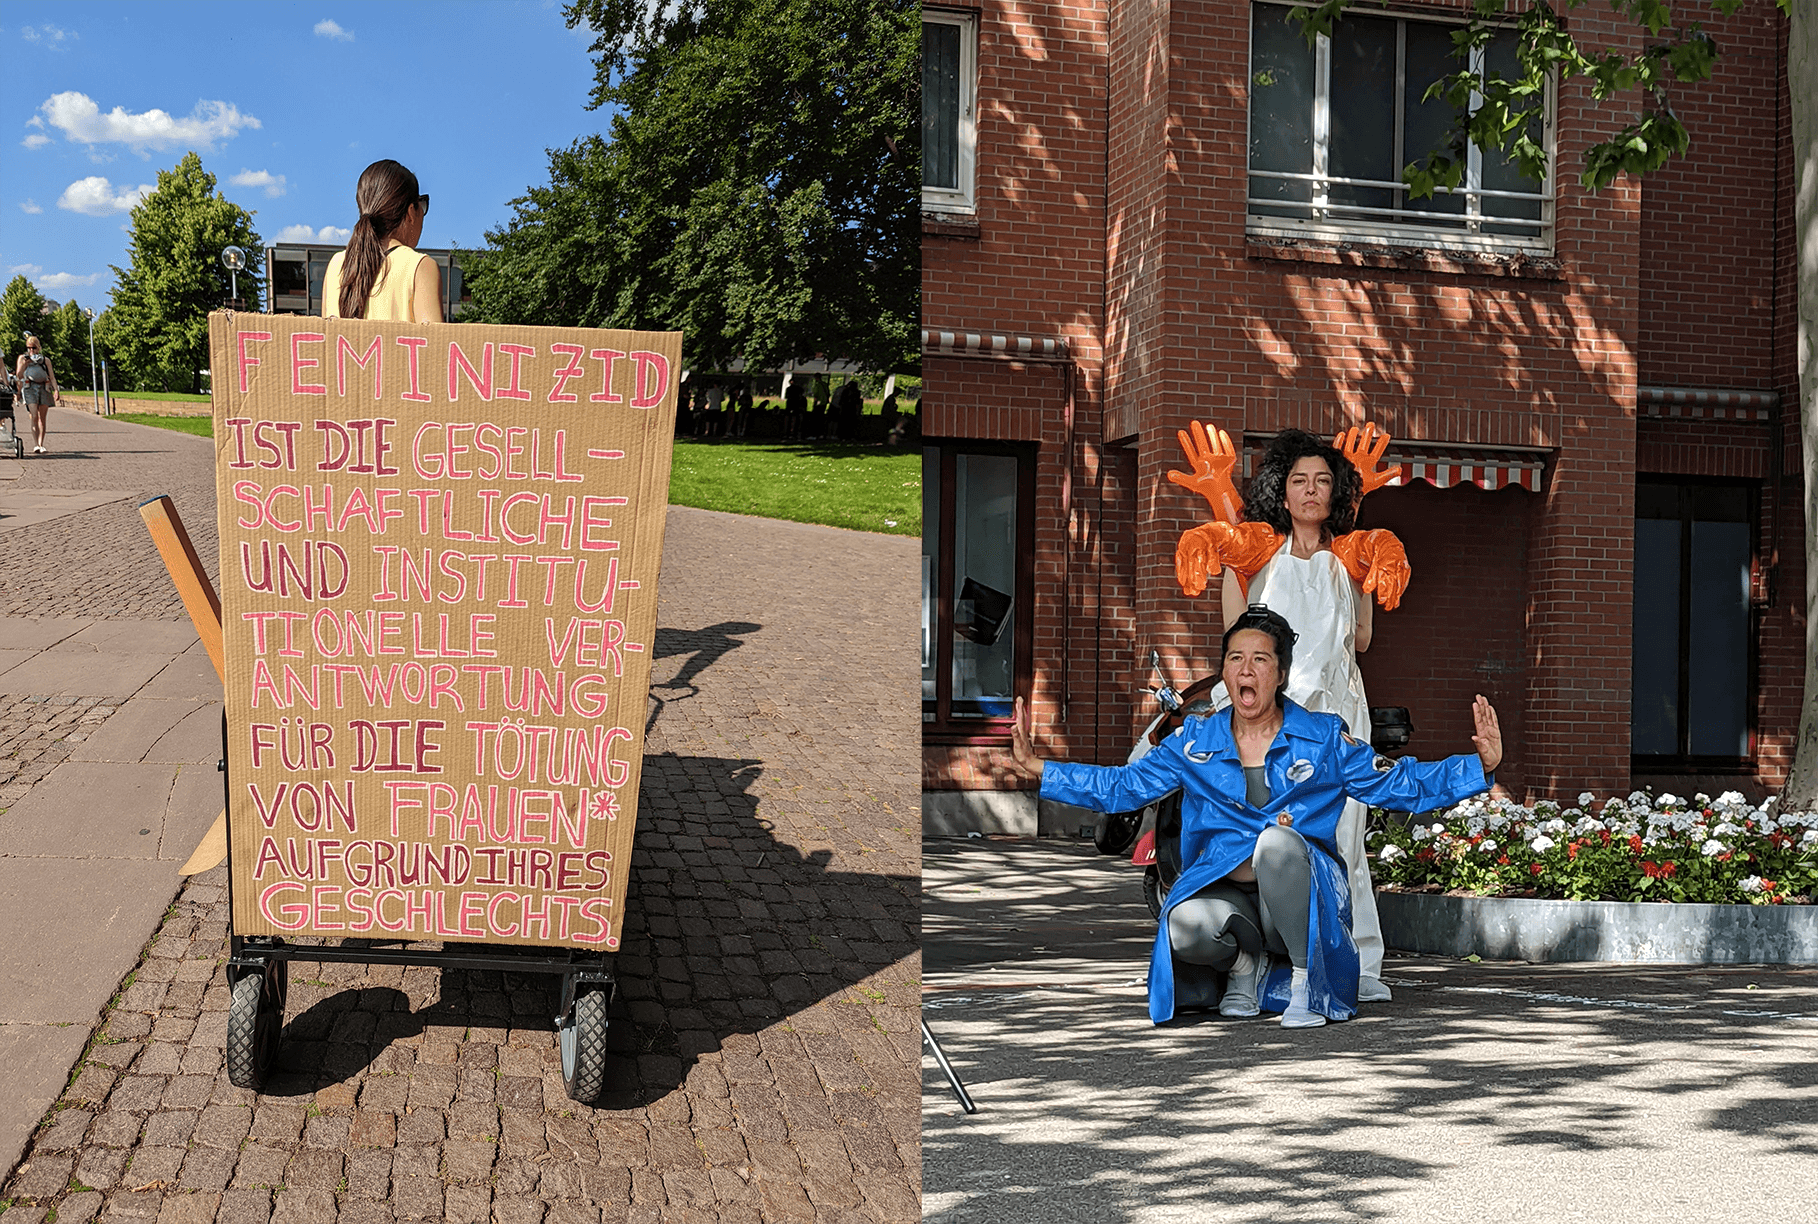 FEMINIZID
IST DIE GESELL-
SCHAFTLICHE
UND INSTITU-
TIONELLE VER-
ANTWORTUNG
FÜR DIE TÖTUNG
VON FRAUEN*
AUFGRUND IHRES
GESCHLECHTS.